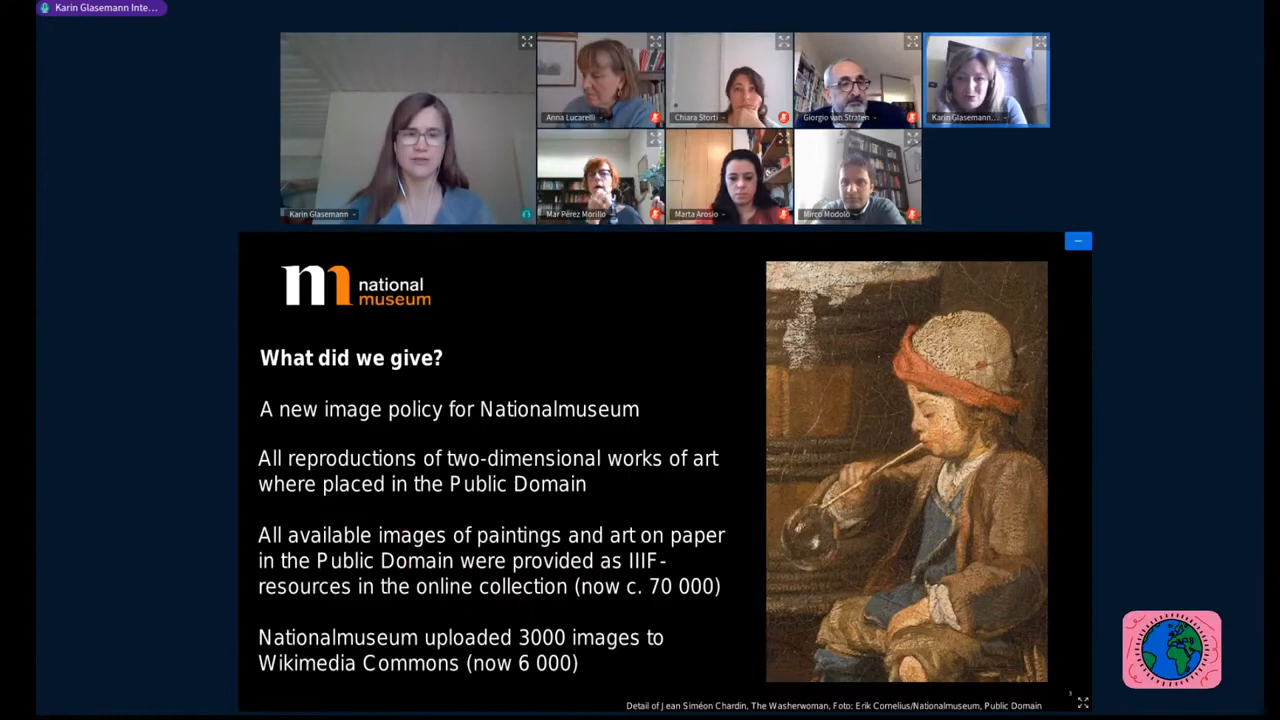 Karin Glasemann Inte...
Anna Lucarelli
Chiara Storti
Giorgio van Straten
Karin Glasemann...
Karin Glasemann
Mar Pérez Morillo
Marta Arosio
Mirco Modolo
m national
museum
What did we give?
A new image policy for Nationalmuseum
All reproductions of two-dimensional works of art
where placed in the Public Domain
All available images of paintings and art on paper
in the Public Domain were provided as IIIF-
resources in the online collection (now c. 70 000)
Nationalmuseum uploaded 3000 images to
Wikimedia Commons (now 6 000)
3
Detail of Jean Siméon Chardin, The Washerwoman, Foto: Erik Cornelius/Nationalmuseum, Public Domain